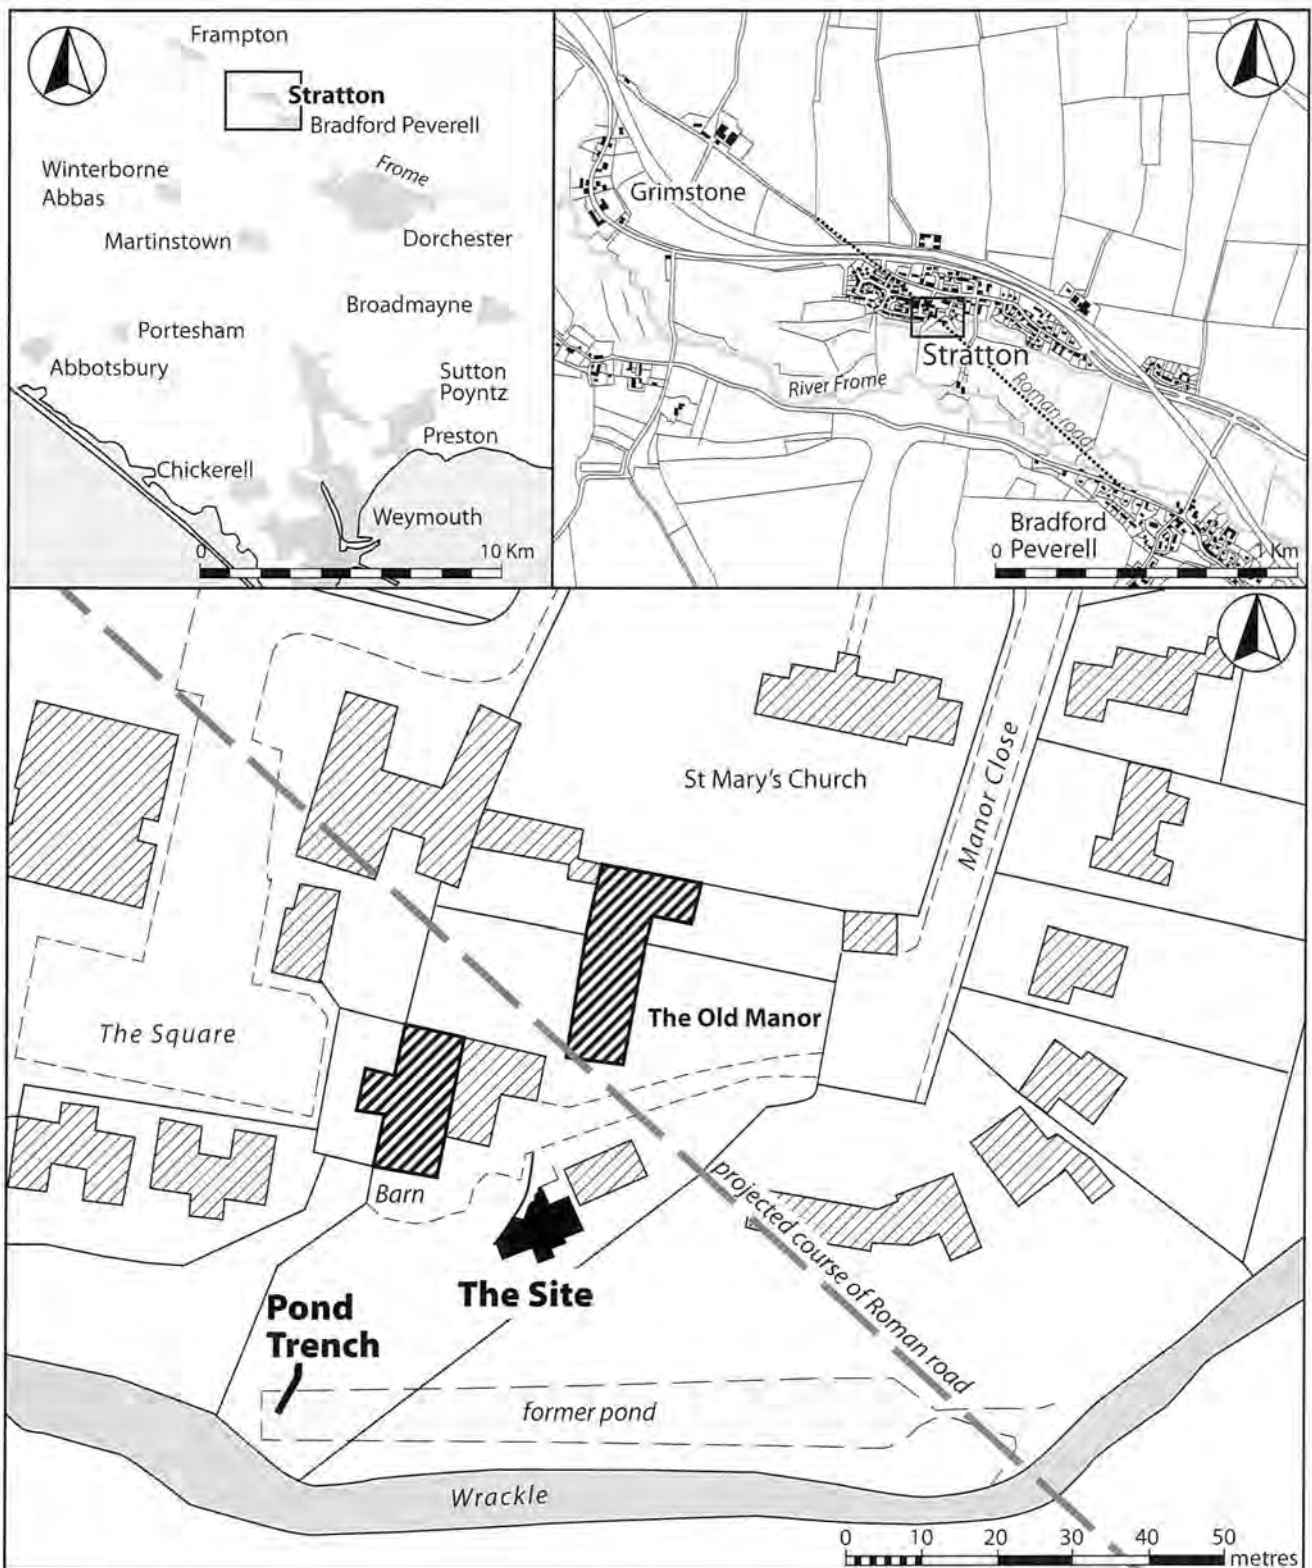 Frampton
Stratton
Bradford Peverell
Frome
Winterborne
Abbas
Martinstown
Dorchester
Broadmayne
Portesham
Abbotsbury
Sutton
Poyntz
Preston
Chickerell
Weymouth
0
10 Km
Grimstone
Stratton
River Frome
Roman road
Bradford
Peverell
0
1 Km
St Mary's Church
Manor Close
The Old Manor
The Square
Barn
projected course of Roman road
The Site
Pond
Trench
former pond
Wrackle
0 10 20 30 40 50
metres